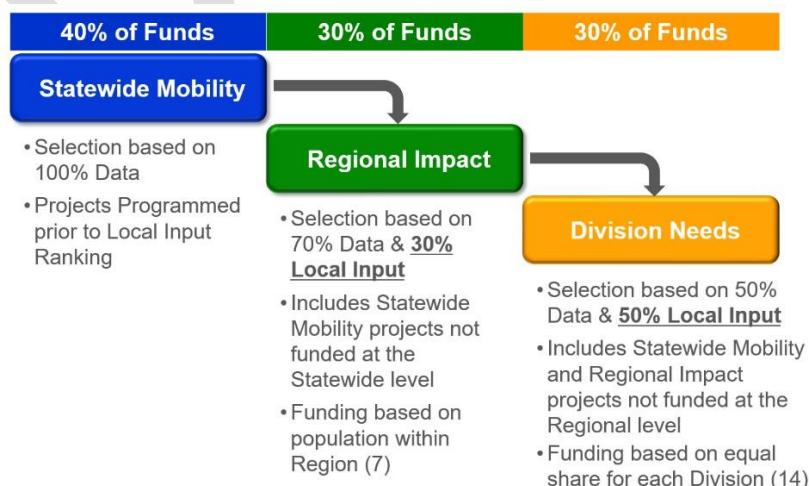 40% of Funds
30% of Funds
30% of Funds
Statewide Mobility
• Selection based on
100% Data
• Projects Programmed
prior to Local Input
Ranking
Regional Impact
• Selection based on
70% Data & 30%
Local Input
• Includes Statewide
Mobility projects not
funded at the
Statewide level
• Funding based on
population within
Region (7)
Division Needs
• Selection based on 50%
Data & 50% Local Input
• Includes Statewide Mobility
and Regional Impact
projects not funded at the
Regional level
• Funding based on equal
share for each Division (14)